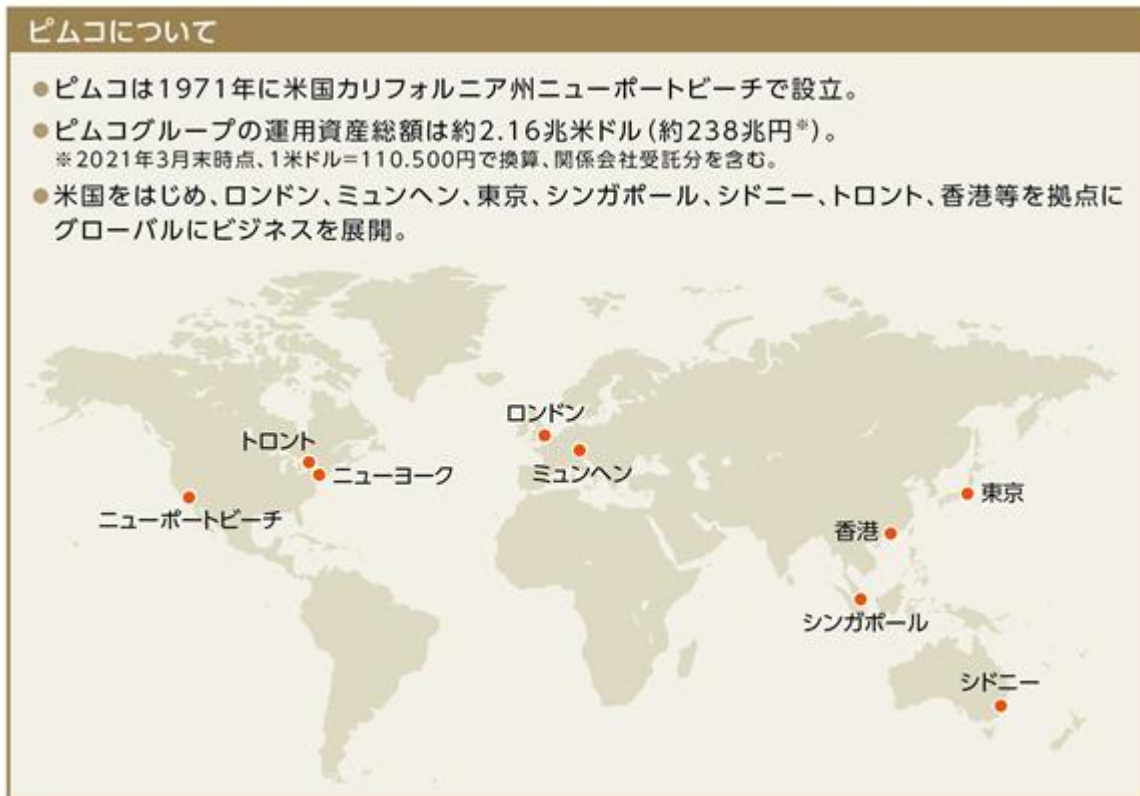 ピムコについて
●ピムコは1971年に米国カリフォルニア州ニューポートビーチで設立。
●ピムコグループの運用資産総額は約2.16兆米ドル(約238兆円※)。
※2021年3月末時点、1米ドル=110.500円で換算、関係会社受託分を含む。
●米国をはじめ、ロンドン、ミュンヘン、東京、シンガポール、シドニー、トロント、香港等を拠点に
グローバルにビジネスを展開。
ロンドン
トロント
ニューヨーク
ミュンヘン
東京
ニューポートビーチ
香港
シンガポール
シドニー